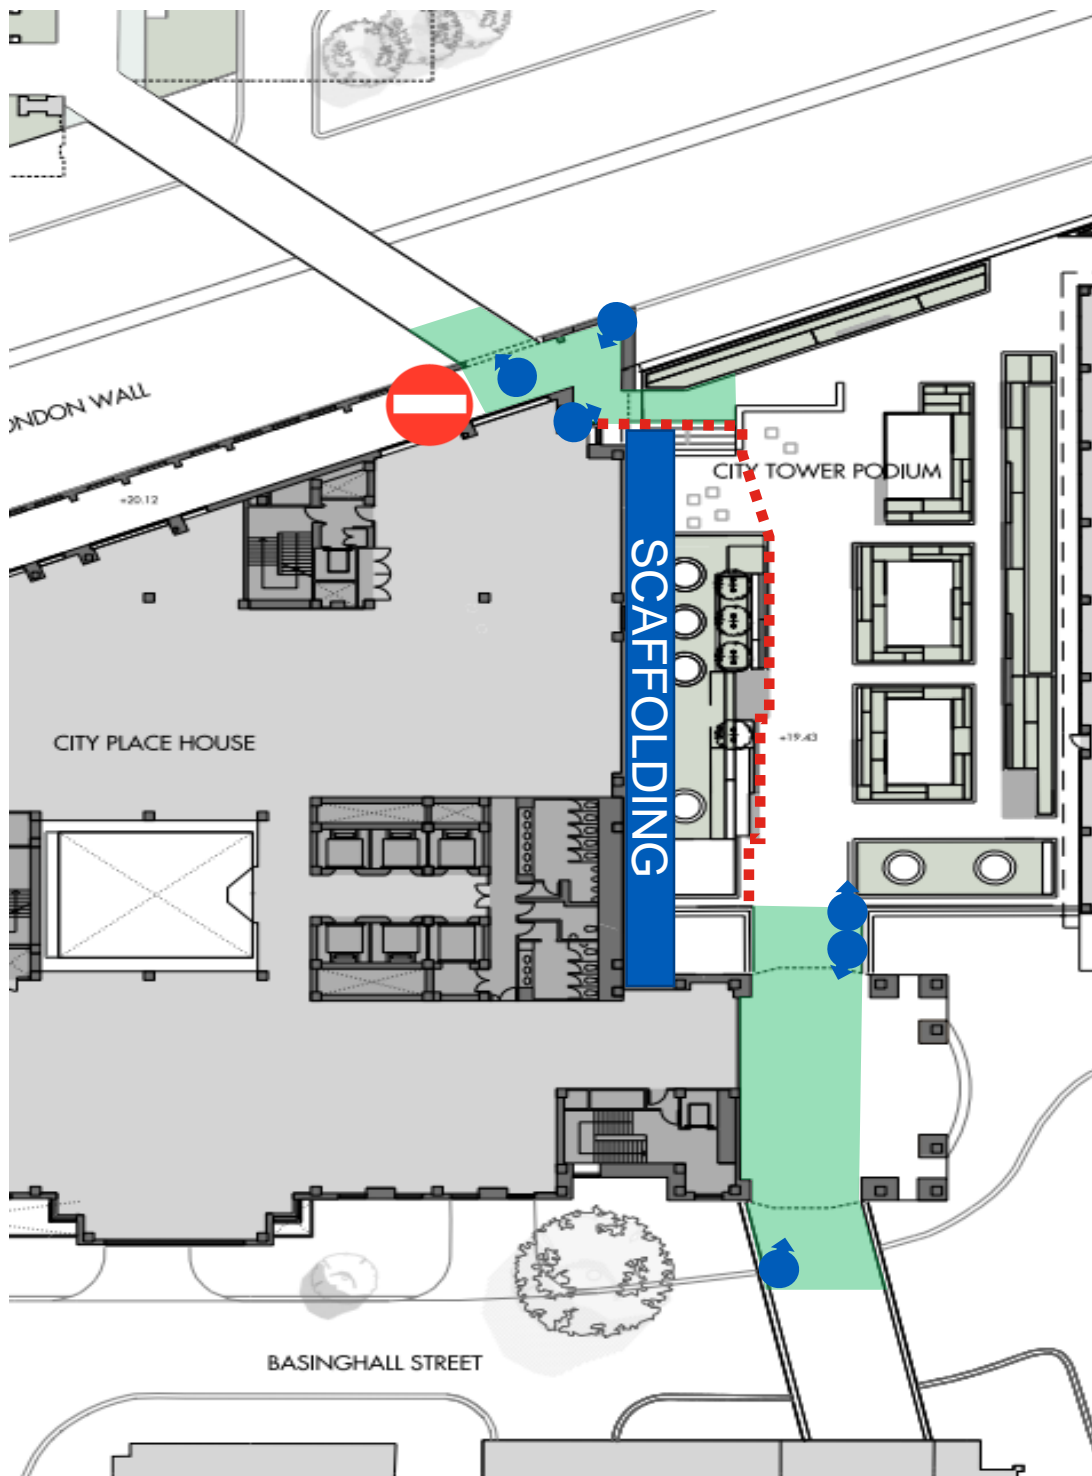 ONDON WALL
+20.12
CITY TOWER PODIUM
SCAFFOLDING
CITY PLACE HOUSE
+19.43
BASINGHALL STREET